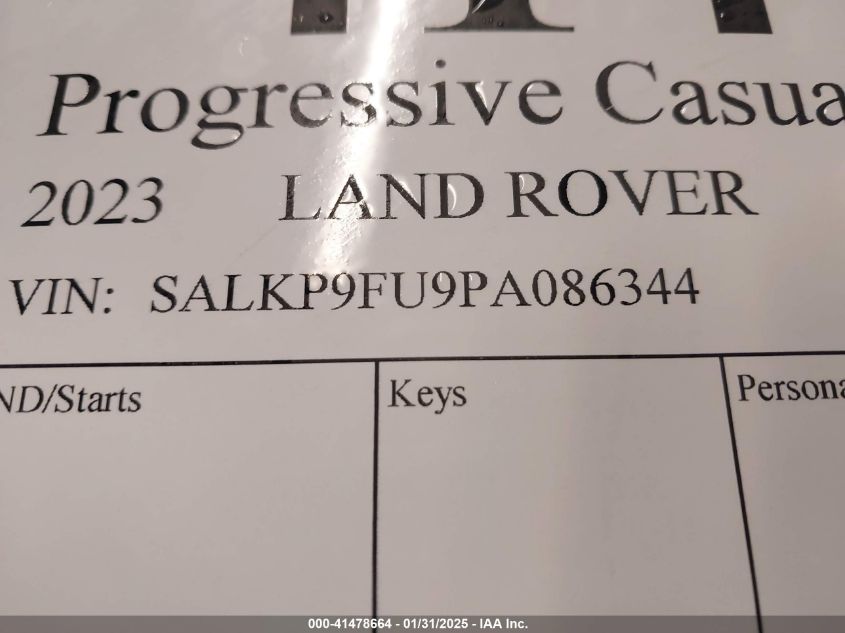 Progressive Casua
2023 LAND ROVER
VIN: SALKP9FU9PA086344
ND/Starts Keys Persona
000-41478664 - 01/31/2025 - IAA Inc.